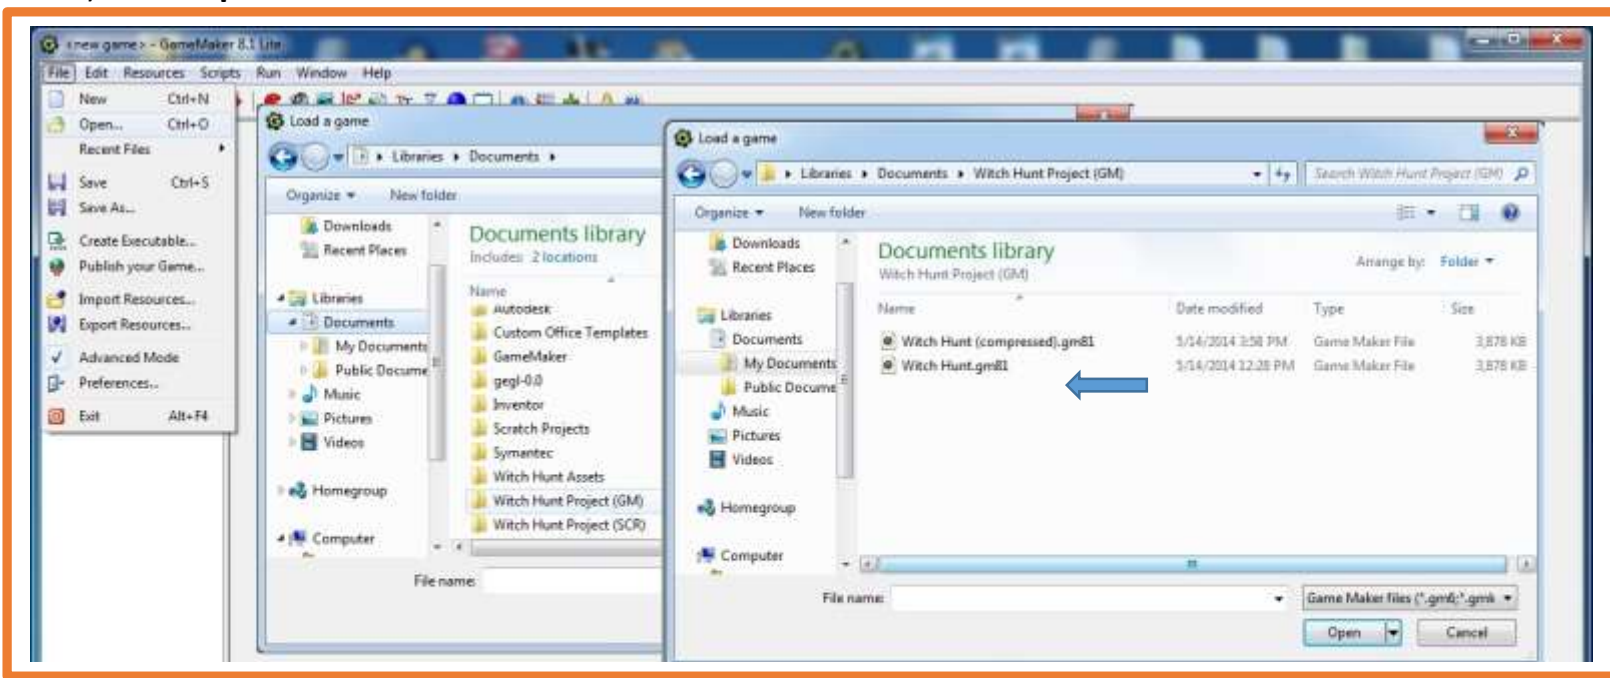 <new game> - GameMaker 8.1 Lite
File Edit Resources Scripts Run Window Help
New Ctrl+N
Open... Ctrl+O
Recent Files
Save Ctrl+S
Save As...
Create Executable...
Publish your Game...
Import Resources...
Export Resources...
Advanced Mode
Preferences...
Exit Alt+F4
Load a game
Libraries Documents
Organize New folder
Downloads
Recent Places
Libraries
Documents
My Documents
Public Docume
Music
Pictures
Videos
Homegroup
Computer
Documents library
Includes: 2 locations
Name
Autodesk
Custom Office Templates
GameMaker
gegl-0.0
Inventor
Scratch Projects
Symantec
Witch Hunt Assets
Witch Hunt Project (GM)
Witch Hunt Project (SCR)
File name:
Load a game
Libraries Documents Witch Hunt Project (GM)
Search Witch Hunt Project (GM)
Organize New folder
Downloads
Recent Places
Libraries
Documents
My Documents
Public Docume
Music
Pictures
Videos
Homegroup
Computer
Documents library
Witch Hunt Project (GM)
Arrange by: Folder
Name Date modified Type Size
Witch Hunt (compressed).gm81 5/14/2014 3:58 PM Game Maker File 3,878 KB
Witch Hunt.gm81 5/14/2014 12:28 PM Game Maker File 3,878 KB
File name:
Game Maker files (*.gm6;*.gmk
Open Cancel